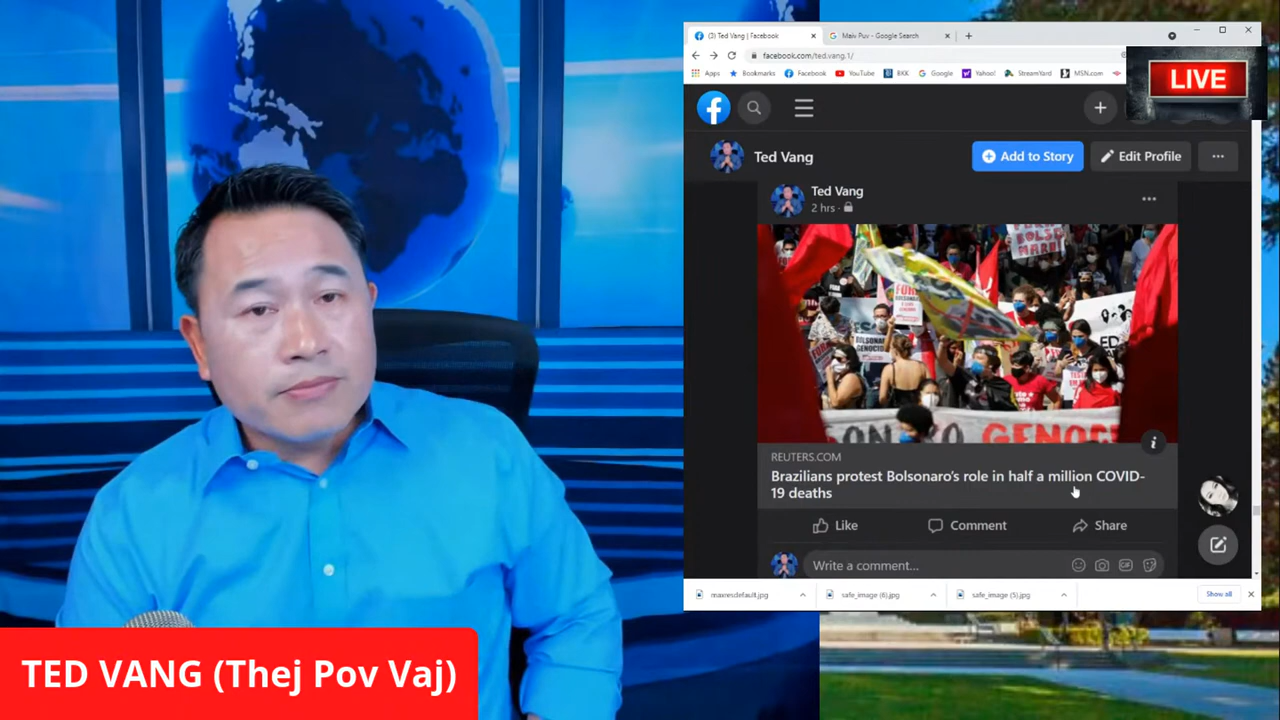 (3) Ted Vang | Facebook
Maiv Puv - Google Search
facebook.com/ted.vang.1/
Apps
Bookmarks
Facebook
YouTube
BKK
Google
Yahoo!
StreamYard
MSN.com
LIVE
Ted Vang
Add to Story
Edit Profile
Ted Vang
2 hrs ·
FORA
BOLSONARO
GENOCI
REUTERS.COM
Brazilians protest Bolsonaro's role in half a million COVID-
19 deaths
Like
Comment
Share
Write a comment...
maxresdefault.jpg
safe_image (6).jpg
safe_image (5).jpg
Show all
TED VANG (Thej Pov Vaj)